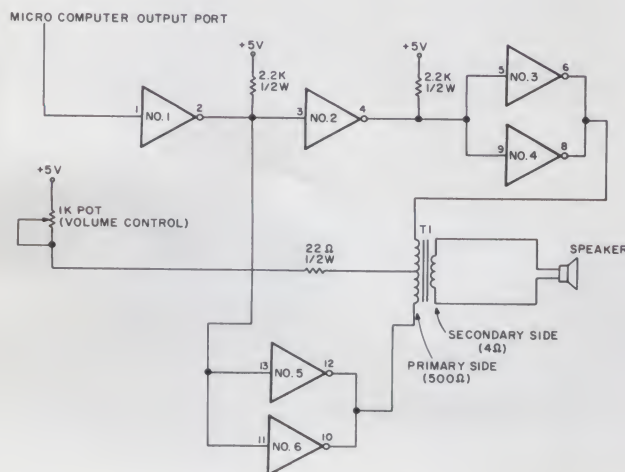 MICRO COMPUTER OUTPUT PORT
+5V
2.2K
1/2W
+5V
2.2K
1/2W
1
NO. 1
2
3
NO. 2
4
5
NO. 3
6
9
NO. 4
8
+5V
1K POT
(VOLUME CONTROL)
22Ω
1/2W
T1
SPEAKER
SECONDARY SIDE
(4Ω)
PRIMARY SIDE
(500Ω)
13
NO. 5
12
11
NO. 6
10